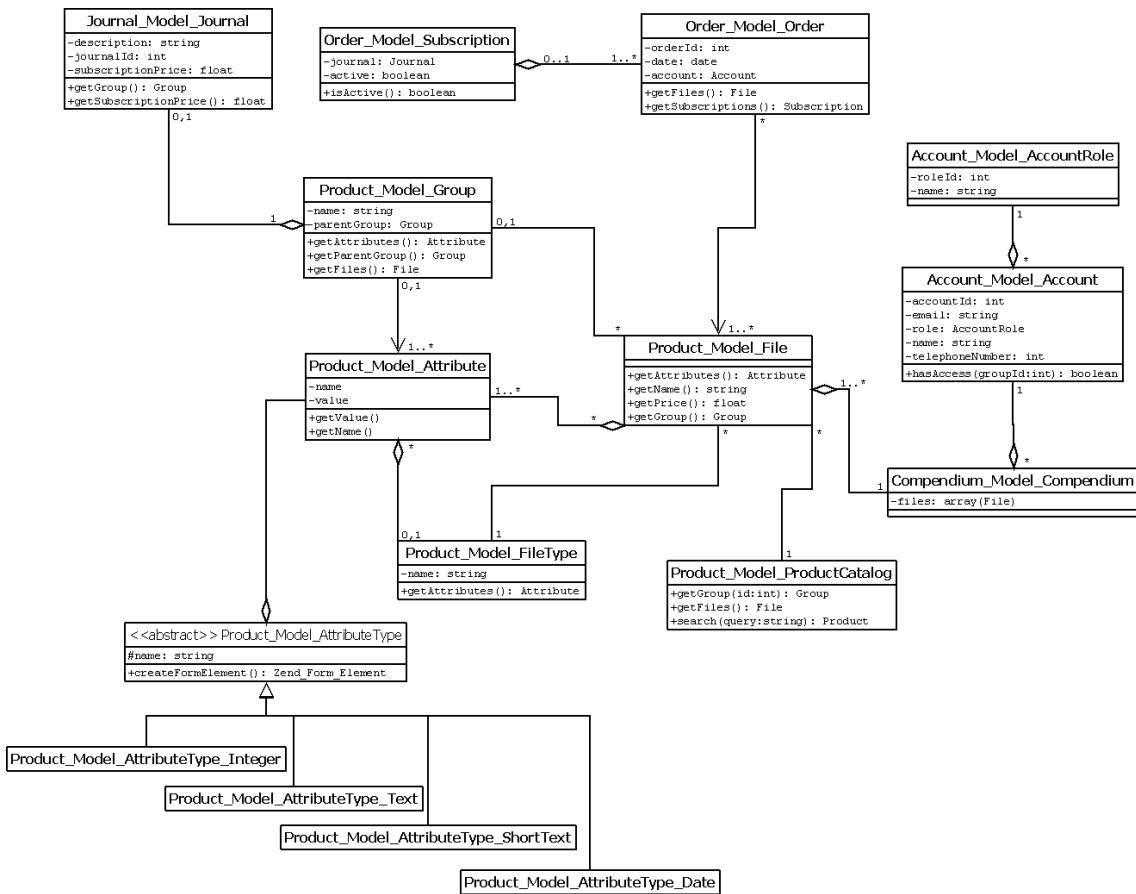 Journal_Model_Journal
-description: string
-journalId: int
-subscriptionPrice: float
+getGroup(): Group
+getSubscriptionPrice(): float
0,1
Order_Model_Subscription
-journal: Journal
-active: boolean
+isActive(): boolean
0..1
1..*
Order_Model_Order
-orderId: int
-date: date
-account: Account
+getFiles(): File
+getSubscriptions(): Subscription
*
Account_Model_AccountRole
-roleId: int
-name: string
1
*
Product_Model_Group
-name: string
-parentGroup: Group
+getAttributes(): Attribute
+getParentGroup(): Group
+getFiles(): File
1
0,1
0,1
Account_Model_Account
-accountId: int
-email: string
-role: AccountRole
-name: string
-telephoneNumber: int
+hasAccess(groupId:int): boolean
1
*
1..*
Product_Model_Attribute
-name
-value
+getValue()
+getName()
1..*
*
*
*
1..*
Product_Model_File
+getAttributes(): Attribute
+getName(): string
+getPrice(): float
+getGroup(): Group
1..*
*
*
1
Compendium_Model_Compendium
-files: array(File)
0,1
1
Product_Model_FileType
-name: string
+getAttributes(): Attribute
1
Product_Model_ProductCatalog
+getGroup(id:int): Group
+getFiles(): File
+search(query:string): Product
<<abstract>> Product_Model_AttributeType
#name: string
+createFormElement(): Zend_Form_Element
Product_Model_AttributeType_Integer
Product_Model_AttributeType_Text
Product_Model_AttributeType_ShortText
Product_Model_AttributeType_Date